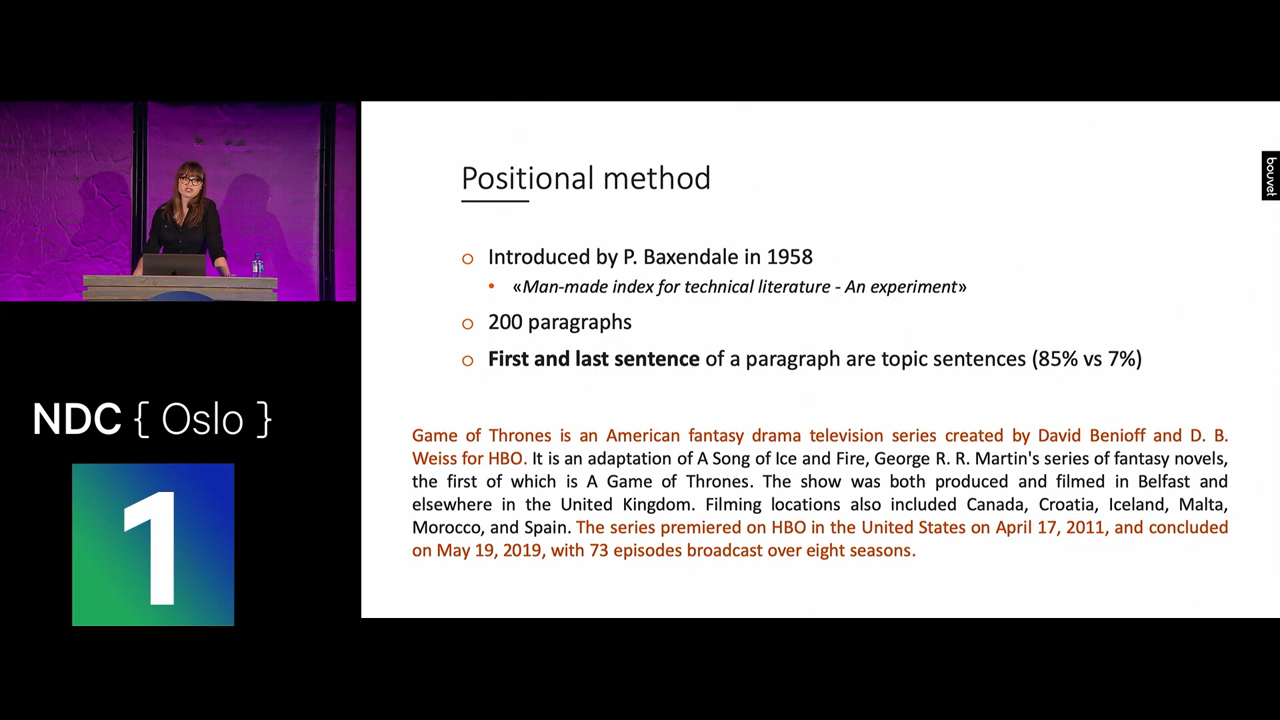 Positional method
bouvet
Introduced by P. Baxendale in 1958
«Man-made index for technical literature - An experiment»
200 paragraphs
First and last sentence of a paragraph are topic sentences (85% vs 7%)
Game of Thrones is an American fantasy drama television series created by David Benioff and D. B.
Weiss for HBO. It is an adaptation of A Song of Ice and Fire, George R. R. Martin's series of fantasy novels,
the first of which is A Game of Thrones. The show was both produced and filmed in Belfast and
elsewhere in the United Kingdom. Filming locations also included Canada, Croatia, Iceland, Malta,
Morocco, and Spain. The series premiered on HBO in the United States on April 17, 2011, and concluded
on May 19, 2019, with 73 episodes broadcast over eight seasons.
NDC { Oslo }
1